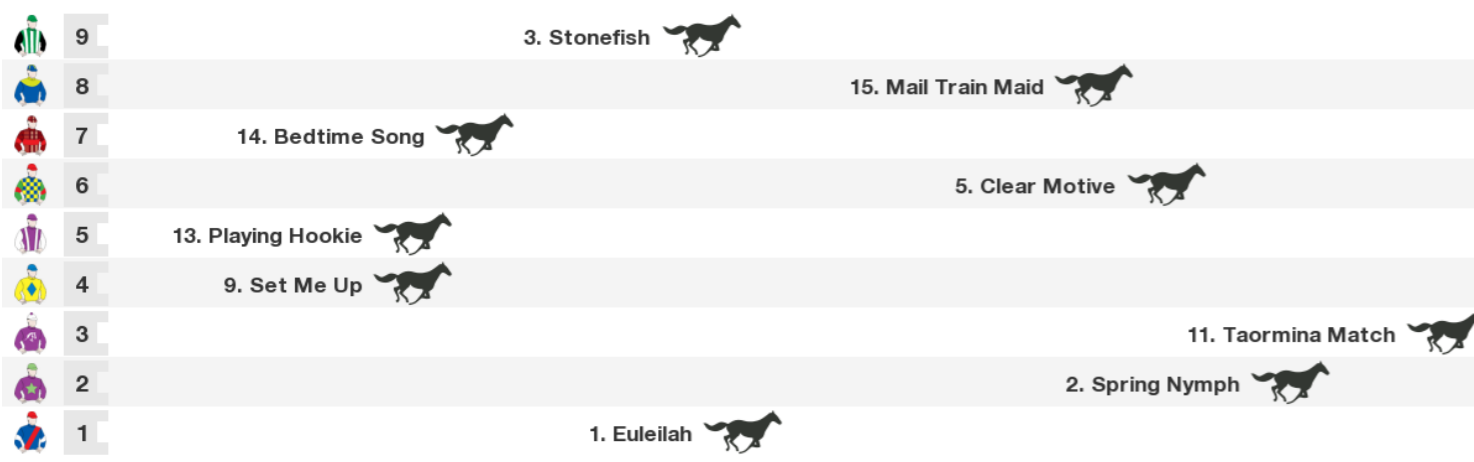 9 3. Stonefish
8 15. Mail Train Maid
7 14. Bedtime Song
6 5. Clear Motive
5 13. Playing Hookie
4 9. Set Me Up
3 11. Taormina Match
2 2. Spring Nymph
1 1. Euleilah